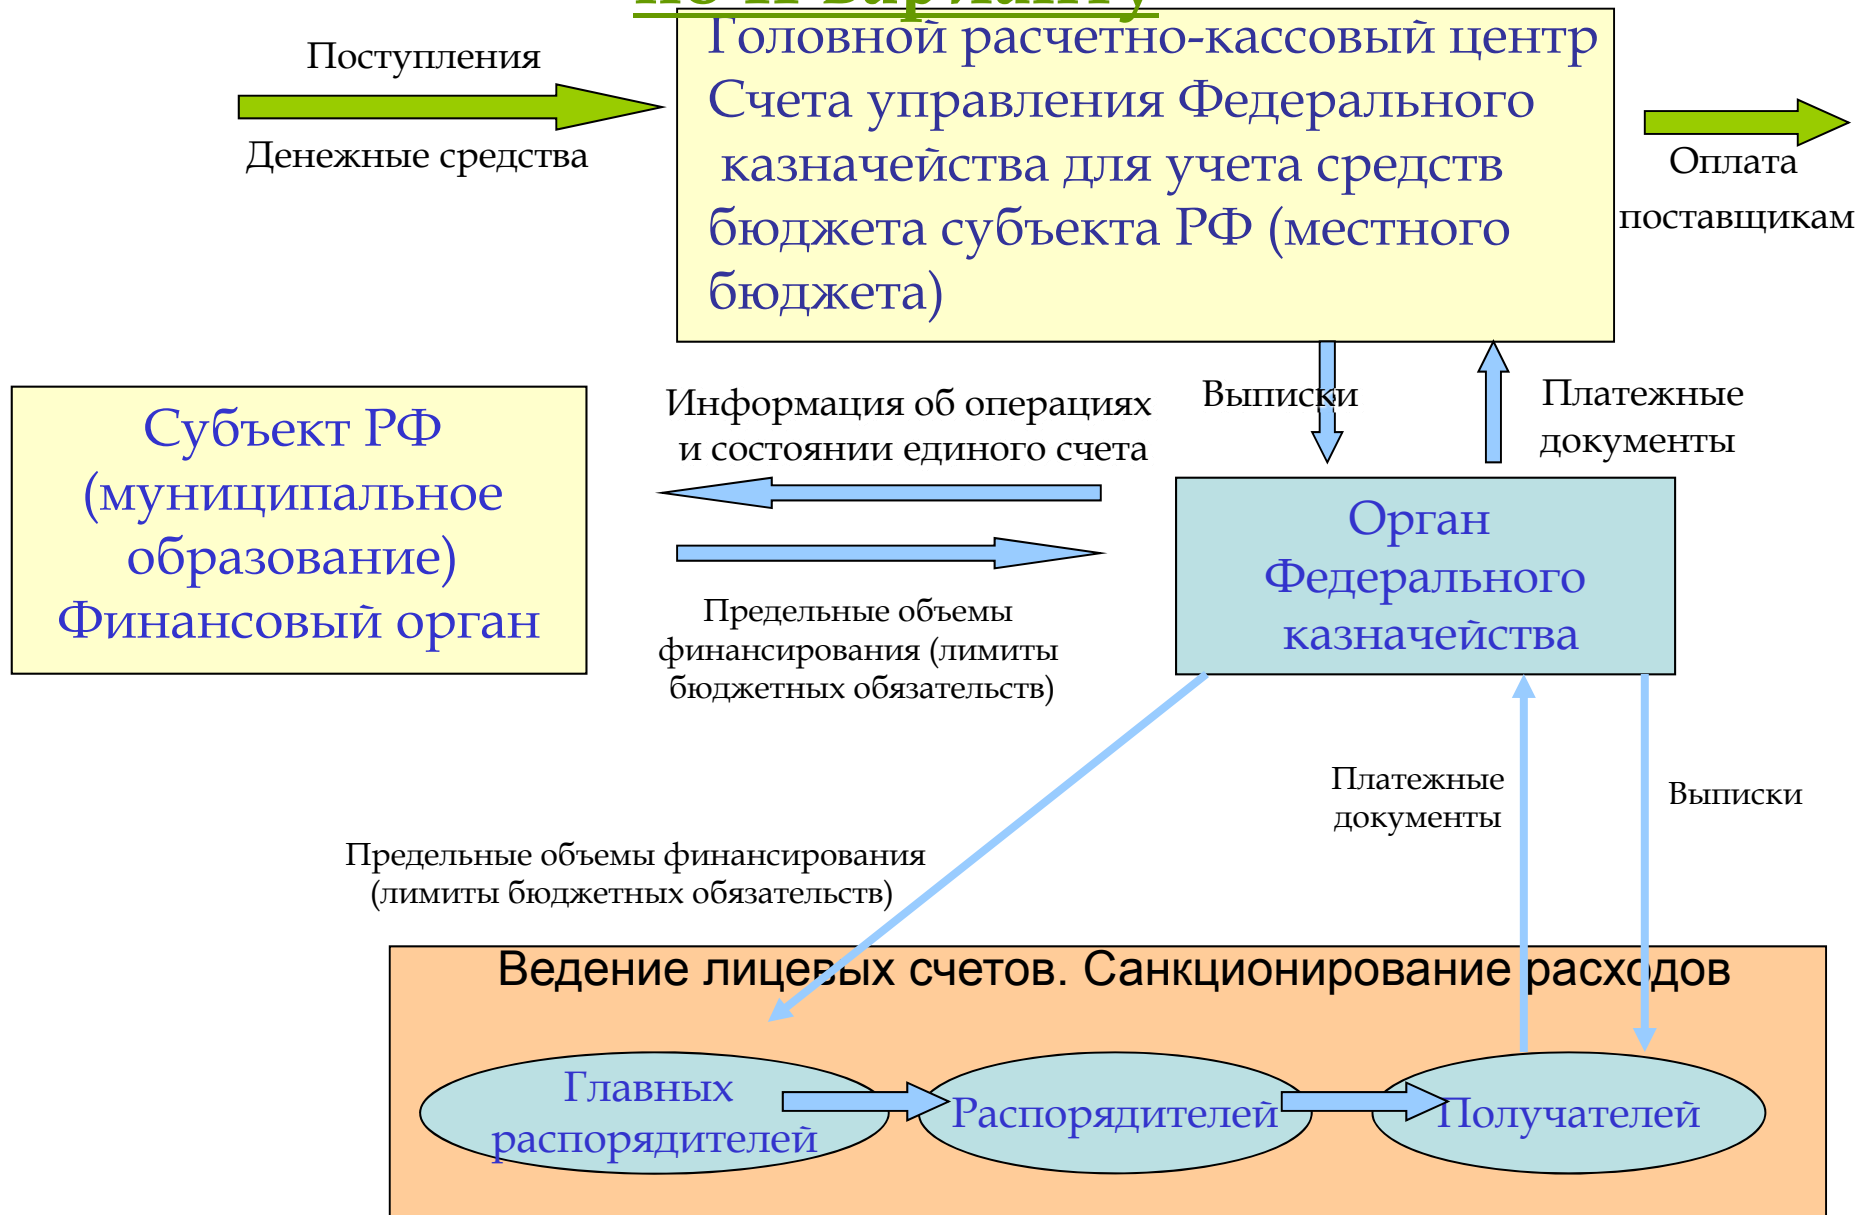 по II варианту
Поступления
Денежные средства
Головной расчетно-кассовый центр
Счета управления Федерального
казначейства для учета средств
бюджета субъекта РФ (местного
бюджета)
Оплата
поставщикам
Субъект РФ
(муниципальное
образование)
Финансовый орган
Информация об операциях
и состоянии единого счета
Предельные объемы
финансирования (лимиты
бюджетных обязательств)
Выписки
Платежные
документы
Орган
Федерального
казначейства
Предельные объемы финансирования
(лимиты бюджетных обязательств)
Платежные
документы
Выписки
Ведение лицевых счетов. Санкционирование расходов
Главных
распорядителей
Распорядителей
Получателей